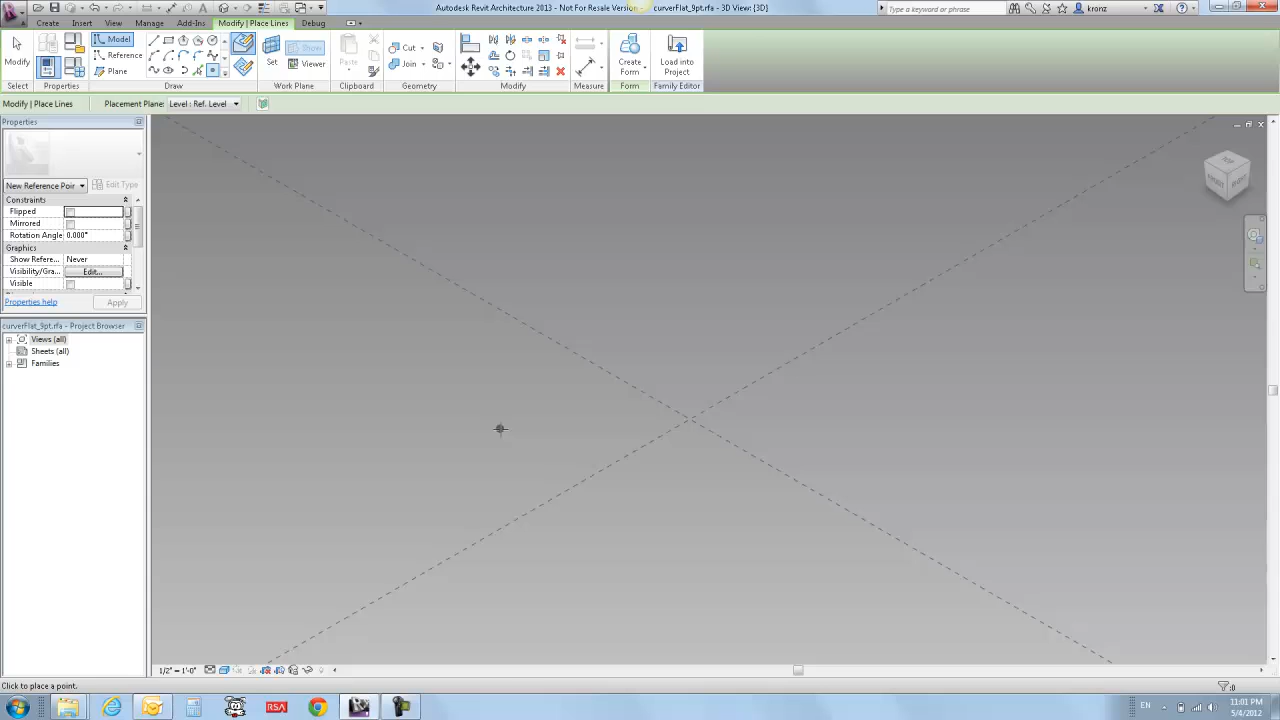 Autodesk Revit Architecture 2013 - Not For Resale Version - curverFlat_9pt.rfa - 3D View: {3D}
Type a keyword or phrase
kronz
Create Insert View Manage Add-Ins Modify | Place Lines Debug
Modify
Model
Reference
Plane
Set
Show
Viewer
Paste
Cut
Join
Create Form
Load into Project
Select Properties Draw Work Plane Clipboard Geometry Modify Measure Form Family Editor
Modify | Place Lines Placement Plane: Level : Ref. Level
Properties
New Reference Poir Edit Type
Constraints
Flipped
Mirrored
Rotation Angle 0.000°
Graphics
Show Refere... Never
Visibility/Gra... Edit...
Visible
Properties help Apply
curverFlat_9pt.rfa - Project Browser
Views (all)
Sheets (all)
Families
TOP
FRONT
1/2" = 1'-0"
Click to place a point.
:0
RSA
EN
11:01 PM
5/4/2012